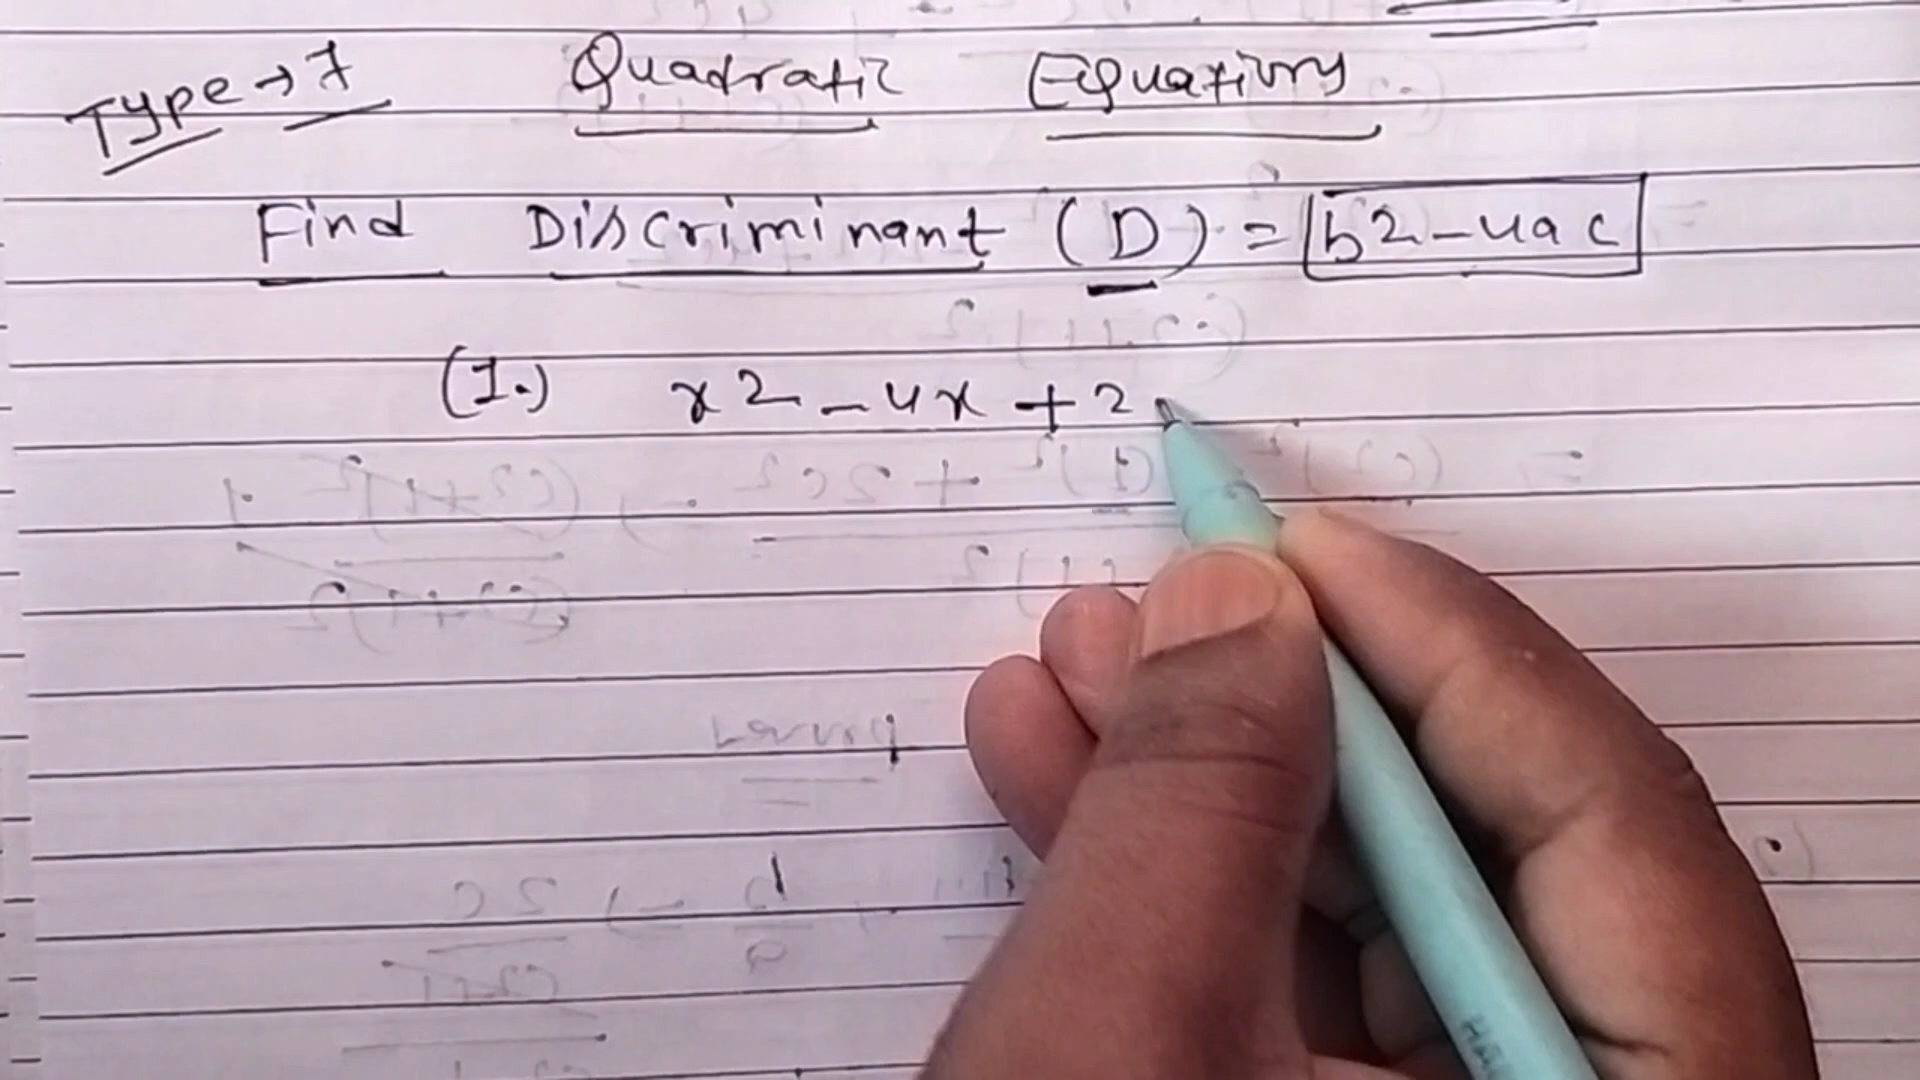 Type → 7 Quadratic Equations
Find Discriminant (D) = b2 - 4ac
(1.) x2 - 4x + 2